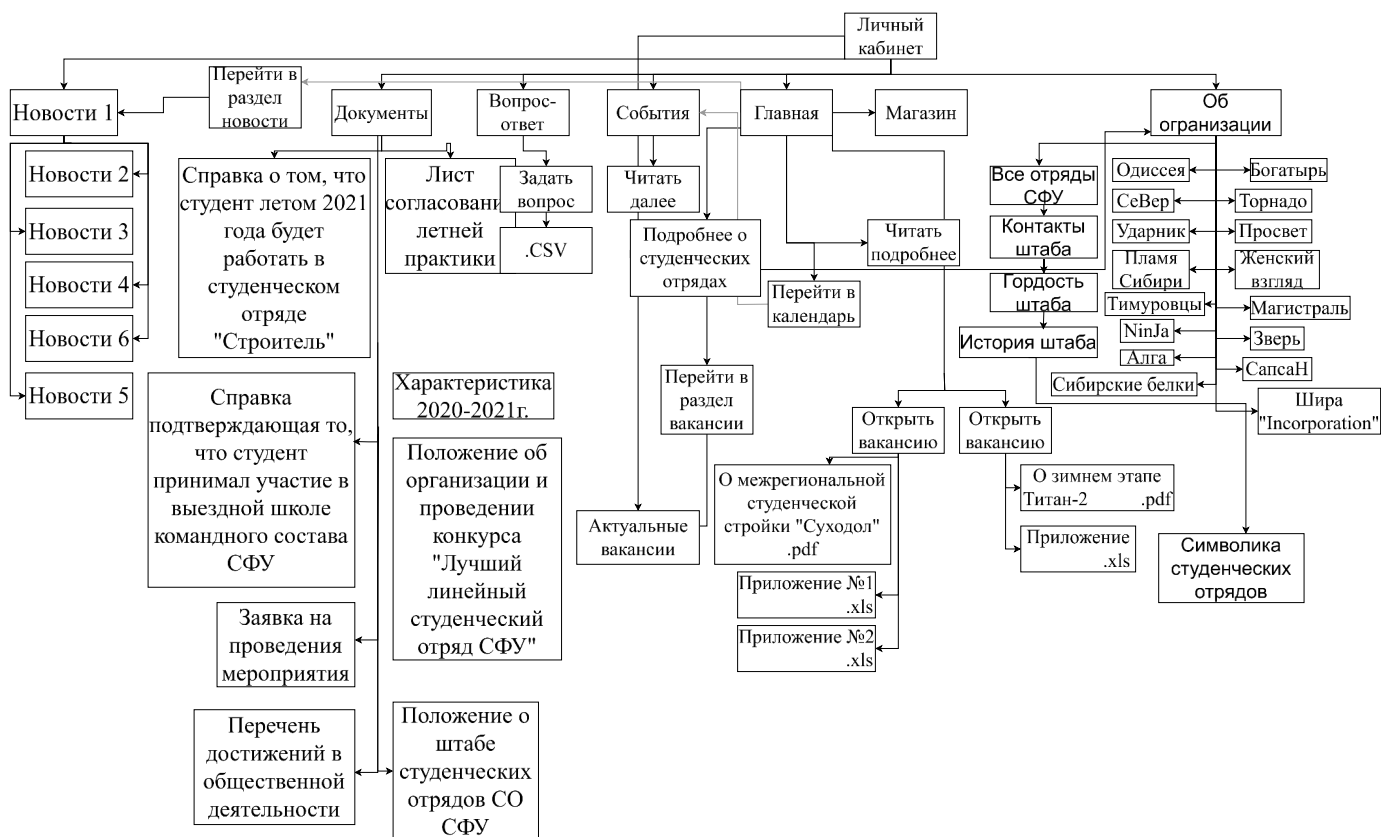 Личный
кабинет
Новости 1
Перейти в
раздел
новости
Документы
Вопрос-
ответ
События
Главная
Магазин
Об
огранизации
Новости 2
Новости 3
Новости 4
Новости 6
Новости 5
Справка о том, что
студент летом 2021
года будет
работать в
студенческом
отряде
"Строитель"
Лист
согласовани
летней
практики
Задать
вопрос
.CSV
Читать
далее
Подробнее о
студенческих
отрядах
Перейти в
календарь
Читать
подробнее
Все отряды
СФУ
Контакты
штаба
Гордость
штаба
История штаба
Одиссея
Богатырь
СеВер
Торнадо
Ударник
Просвет
Пламя
Сибири
Женский
взгляд
Тимуровцы
Магистраль
NinJa
Зверь
Алга
СапсаН
Сибирские белки
Шира
"Incorporation"
Справка
подтверждающая то,
что студент
принимал участие в
выездной школе
командного состава
СФУ
Характеристика
2020-2021г.
Положение об
организации и
проведении
конкурса
"Лучший
линейный
студенческий
отряд СФУ"
Перейти в
раздел
вакансии
Актуальные
вакансии
Открыть
вакансию
Открыть
вакансию
О межрегиональной
студенческой
стройки "Суходол"
.pdf
О зимнем этапе
Титан-2 .pdf
Приложение
.xls
Приложение №1
.xls
Приложение №2
.xls
Символика
студенческих
отрядов
Заявка на
проведения
мероприятия
Перечень
достижений в
общественной
деятельности
Положение о
штабе
студенческих
отрядов СО
СФУ